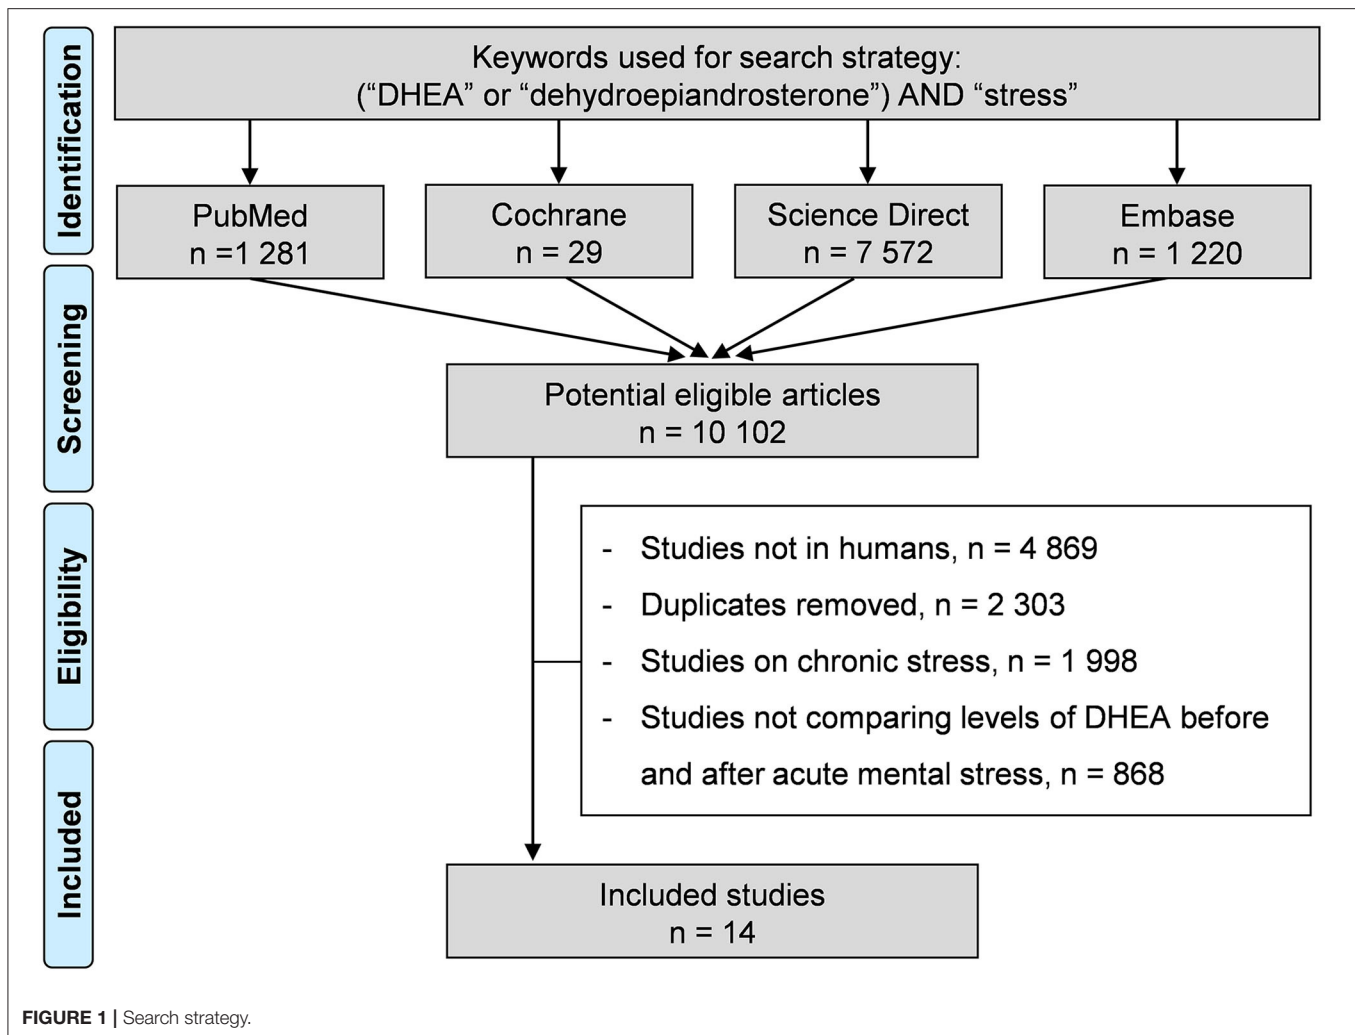 Identification
Keywords used for search strategy:
(“DHEA” or “dehydroepiandrosterone”) AND “stress”
PubMed
n =1 281
Cochrane
n = 29
Science Direct
n = 7 572
Embase
n = 1 220
Screening
Potential eligible articles
n = 10 102
Eligibility
- Studies not in humans, n = 4 869
- Duplicates removed, n = 2 303
- Studies on chronic stress, n = 1 998
- Studies not comparing levels of DHEA before
and after acute mental stress, n = 868
Included
Included studies
n = 14
FIGURE 1 | Search strategy.